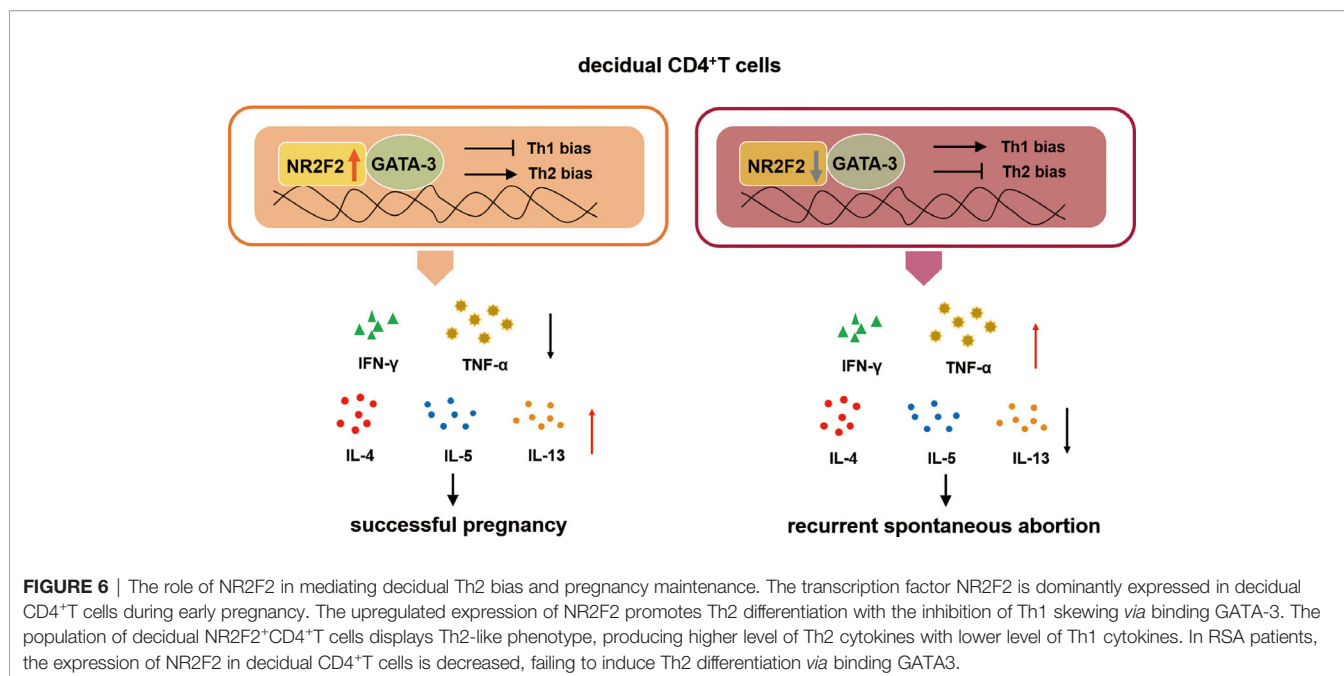 decidual CD4⁺T cells
NR2F2 GATA-3 Th1 bias
Th2 bias
NR2F2 GATA-3 Th1 bias
Th2 bias
IFN-γ TNF-α
IL-4 IL-5 IL-13
successful pregnancy
IFN-γ TNF-α
IL-4 IL-5 IL-13
recurrent spontaneous abortion
FIGURE 6 | The role of NR2F2 in mediating decidual Th2 bias and pregnancy maintenance. The transcription factor NR2F2 is dominantly expressed in decidual
CD4⁺T cells during early pregnancy. The upregulated expression of NR2F2 promotes Th2 differentiation with the inhibition of Th1 skewing via binding GATA-3. The
population of decidual NR2F2⁺CD4⁺T cells displays Th2-like phenotype, producing higher level of Th2 cytokines with lower level of Th1 cytokines. In RSA patients,
the expression of NR2F2 in decidual CD4⁺T cells is decreased, failing to induce Th2 differentiation via binding GATA3.